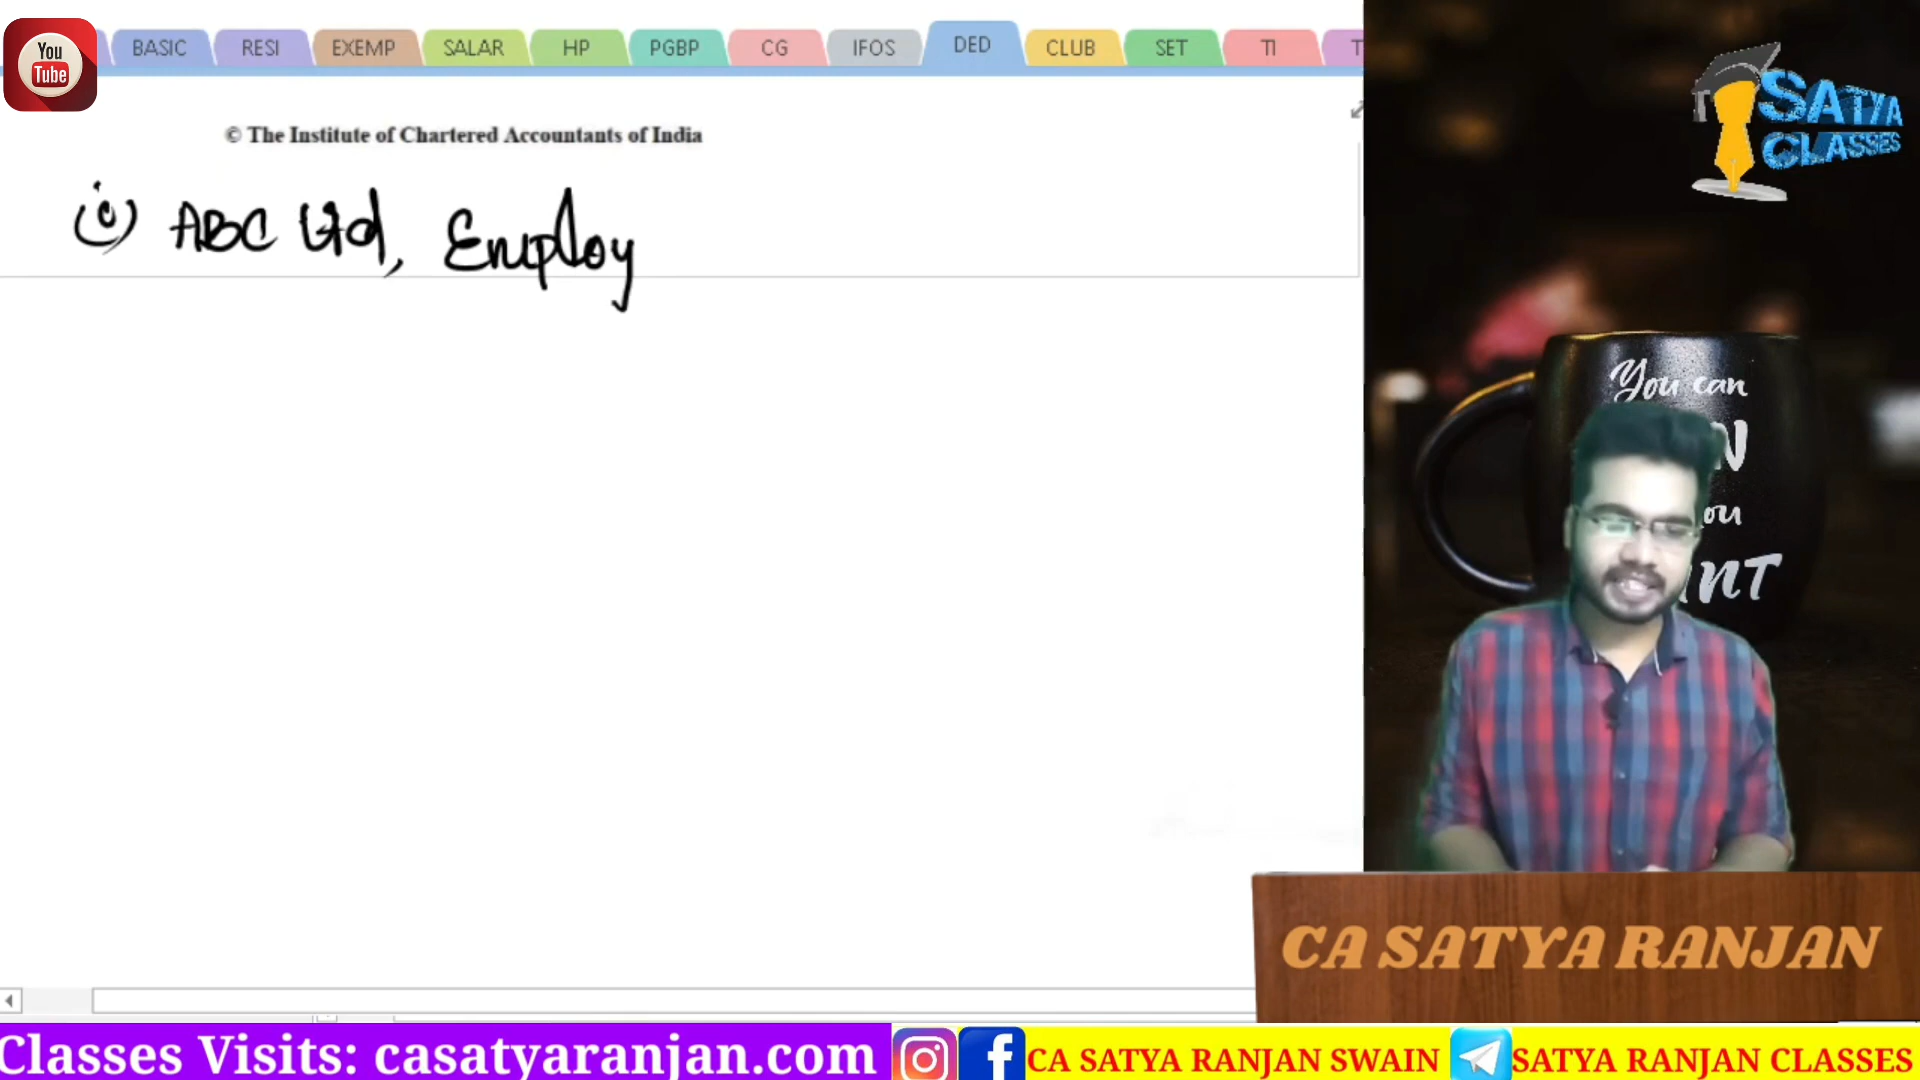 You
Tube
BASIC
RESI
EXEMP
SALAR
HP
PGBP
CG
IFOS
DED
CLUB
SET
TI
T
SATYA
CLASSES
© The Institute of Chartered Accountants of India
(i) ABC Ltd, Employ
You can
N
ou
NT
CA SATYA RANJAN
Classes Visits: casatyaranjan.com
CA SATYA RANJAN SWAIN
SATYA RANJAN CLASSES